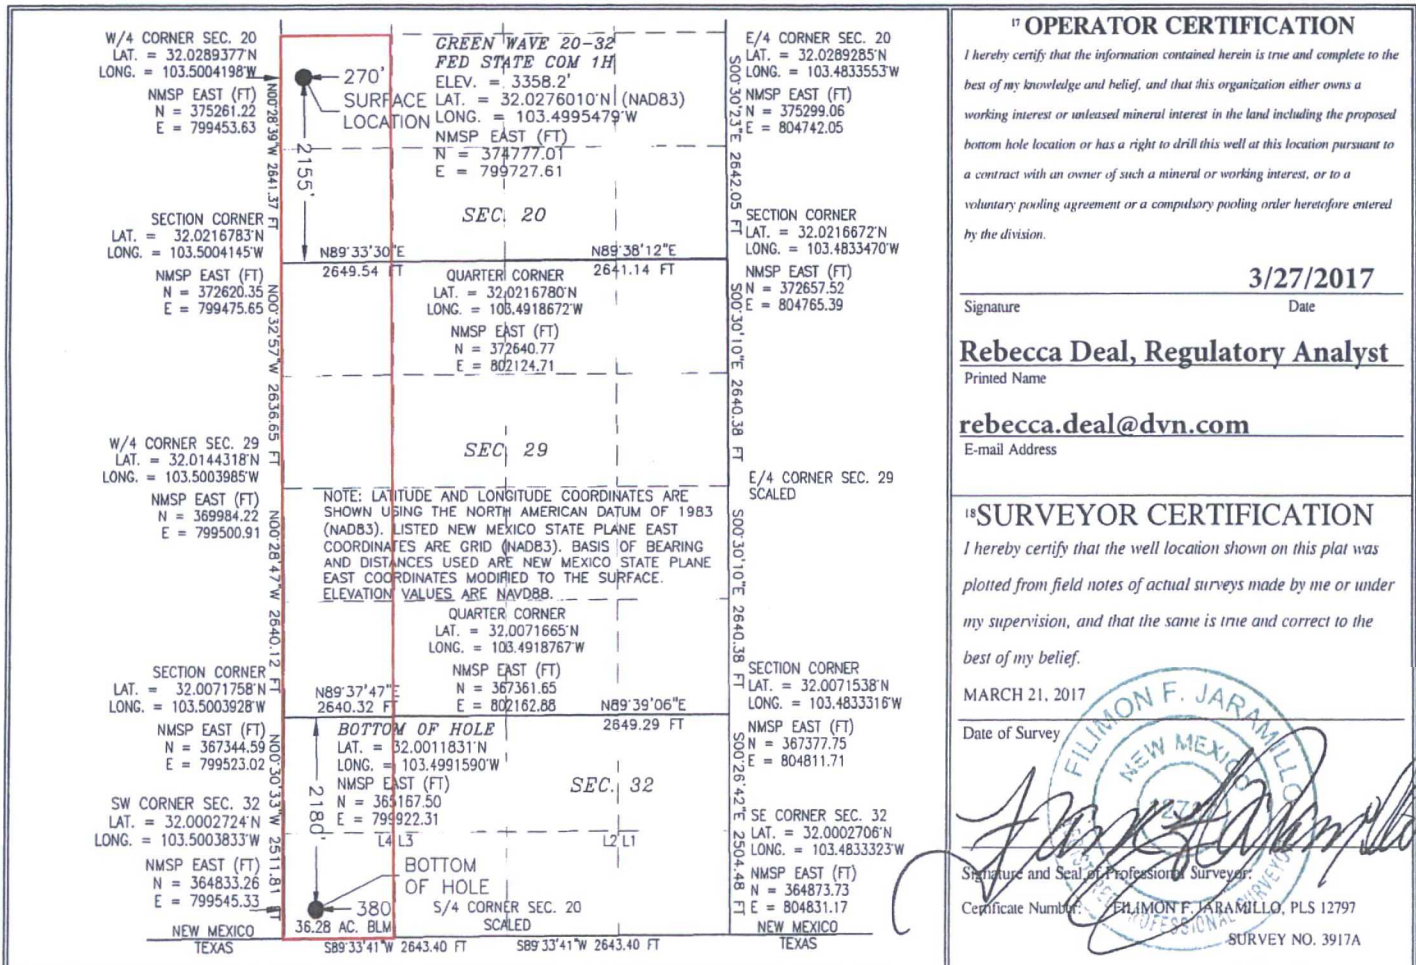 W/4 CORNER SEC. 20
LAT. = 32.0289377'N
LONG. = 103.5004198'W
NMSP EAST (FT)
N = 375261.22
E = 799453.63
N00°28'39"W 2641.37 FT
SECTION CORNER
LAT. = 32.0216783'N
LONG. = 103.5004145'W
NMSP EAST (FT)
N = 372620.35
E = 799475.65
N00°32'57"W 2636.65 FT
W/4 CORNER SEC. 29
LAT. = 32.0144318'N
LONG. = 103.5003985'W
NMSP EAST (FT)
N = 369984.22
E = 799500.91
N00°28'47"W 2640.12 FT
SECTION CORNER
LAT. = 32.0071758'N
LONG. = 103.5003928'W
NMSP EAST (FT)
N = 367344.59
E = 799523.02
N00°30'33"W 2511.81 FT
SW CORNER SEC. 32
LAT. = 32.0002724'N
LONG. = 103.5003833'W
NMSP EAST (FT)
N = 364833.26
E = 799545.33
NEW MEXICO
TEXAS
GREEN WAVE 20-32
FED STATE COM 1H
ELEV. = 3358.2'
LAT. = 32.0276010'N (NAD83)
LONG. = 103.4995479'W
NMSP EAST (FT)
N = 374777.01
E = 799727.61
270'
SURFACE
LOCATION
2155'
SEC. 20
N89°33'30"E
2649.54 FT
N89°38'12"E
2641.14 FT
QUARTER CORNER
LAT. = 32.0216780'N
LONG. = 103.4918672'W
NMSP EAST (FT)
N = 372640.77
E = 802124.71
SEC. 29
NOTE: LATITUDE AND LONGITUDE COORDINATES ARE
SHOWN USING THE NORTH AMERICAN DATUM OF 1983
(NAD83). LISTED NEW MEXICO STATE PLANE EAST
COORDINATES ARE GRID (NAD83). BASIS OF BEARING
AND DISTANCES USED ARE NEW MEXICO STATE PLANE
EAST COORDINATES MODIFIED TO THE SURFACE.
ELEVATION VALUES ARE NAVD88.
QUARTER CORNER
LAT. = 32.0071665'N
LONG. = 103.4918767'W
NMSP EAST (FT)
N = 367361.65
E = 802162.88
N89°37'47"E
2640.32 FT
N89°39'06"E
2649.29 FT
BOTTOM OF HOLE
LAT. = 32.0011831'N
LONG. = 103.4991590'W
NMSP EAST (FT)
N = 365167.50
E = 799922.31
SEC. 32
2180'
L4 L3
L2 L1
BOTTOM
OF HOLE
380
36.28 AC. BLM
S/4 CORNER SEC. 20
SCALED
S89°33'41"W 2643.40 FT
S89°33'41"W 2643.40 FT
E/4 CORNER SEC. 20
LAT. = 32.0289285'N
LONG. = 103.4833553'W
NMSP EAST (FT)
N = 375299.06
E = 804742.05
S00°30'23"E 2642.05 FT
SECTION CORNER
LAT. = 32.0216672'N
LONG. = 103.4833470'W
NMSP EAST (FT)
N = 372657.52
E = 804765.39
S00°30'10"E 2640.38 FT
E/4 CORNER SEC. 29
SCALED
S00°30'10"E 2640.38 FT
SECTION CORNER
LAT. = 32.0071538'N
LONG. = 103.4833316'W
NMSP EAST (FT)
N = 367377.75
E = 804811.71
S00°26'42"E 2504.48 FT
SE CORNER SEC. 32
LAT. = 32.0002706'N
LONG. = 103.4833323'W
NMSP EAST (FT)
N = 364873.73
E = 804831.17
NEW MEXICO
TEXAS
17 OPERATOR CERTIFICATION
I hereby certify that the information contained herein is true and complete to the
best of my knowledge and belief, and that this organization either owns a
working interest or unleased mineral interest in the land including the proposed
bottom hole location or has a right to drill this well at this location pursuant to
a contract with an owner of such a mineral or working interest, or to a
voluntary pooling agreement or a compulsory pooling order heretofore entered
by the division.
3/27/2017
Signature Date
Rebecca Deal, Regulatory Analyst
Printed Name
rebecca.deal@dvn.com
E-mail Address
18 SURVEYOR CERTIFICATION
I hereby certify that the well location shown on this plat was
plotted from field notes of actual surveys made by me or under
my supervision, and that the same is true and correct to the
best of my belief.
MARCH 21, 2017
Date of Survey
FILIMON F. JARAMILLO
NEW MEXICO
PROFESSIONAL SURVEYOR
Signature and Seal of Professional Surveyor:
Certificate Number: FILIMON F. JARAMILLO, PLS 12797
SURVEY NO. 3917A